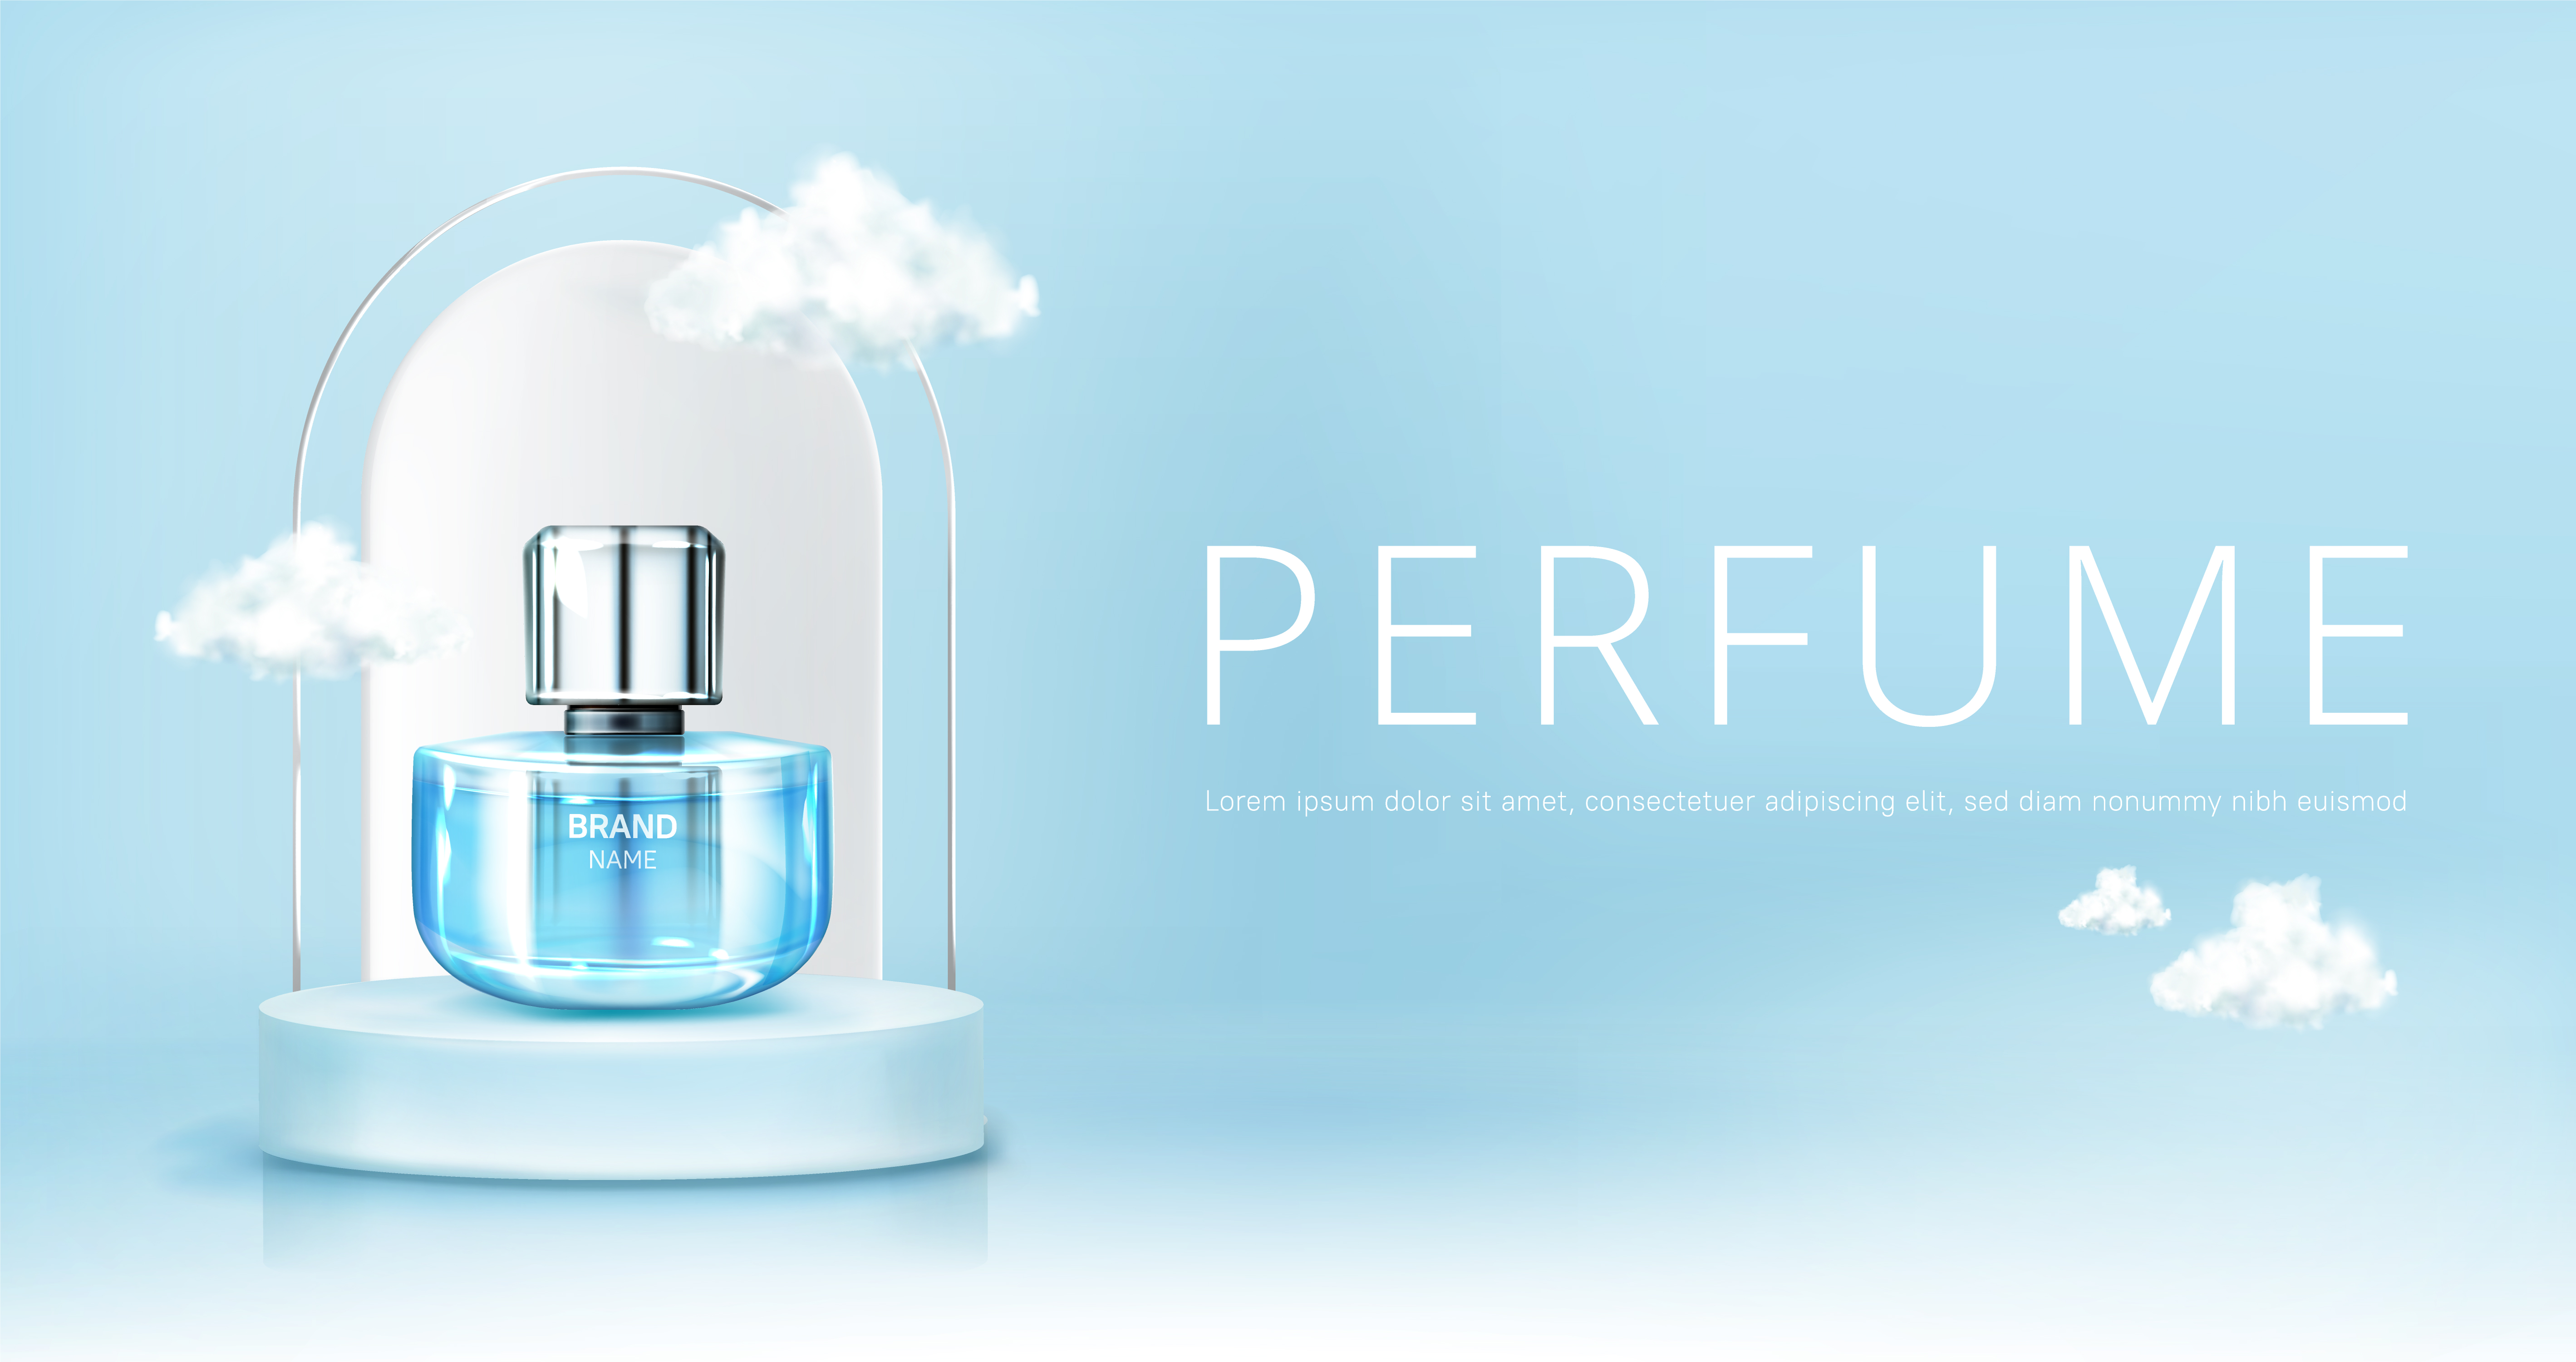 BRAND
NAME
PERFUME
Lorem ipsum dolor sit amet, consectetuer adipiscing elit, sed diam nonummy nibh euismod